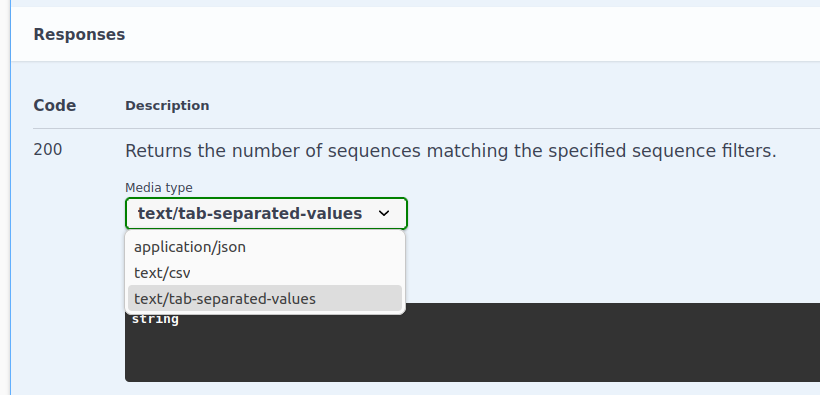 Responses
Code Description
200 Returns the number of sequences matching the specified sequence filters.
Media type
text/tab-separated-values
application/json
text/csv
text/tab-separated-values
string